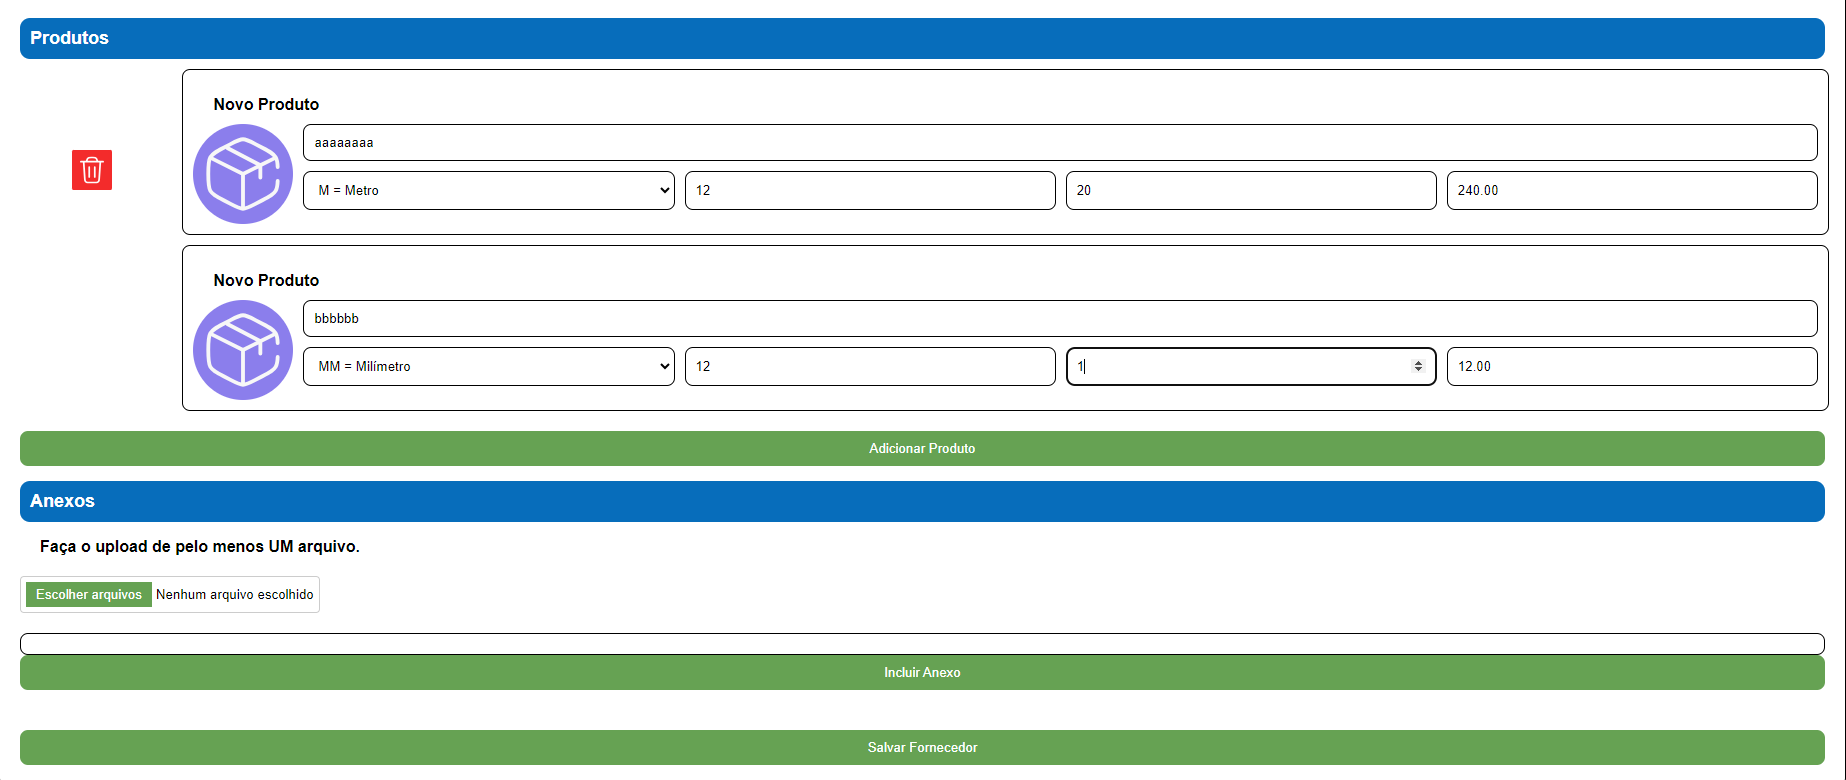 Produtos
Novo Produto
aaaaaaaa
M = Metro 12 20 240.00
Novo Produto
bbbbbb
MM = Milímetro 12 1 12.00
Adicionar Produto
Anexos
Faça o upload de pelo menos UM arquivo.
Escolher arquivos Nenhum arquivo escolhido
Incluir Anexo
Salvar Fornecedor